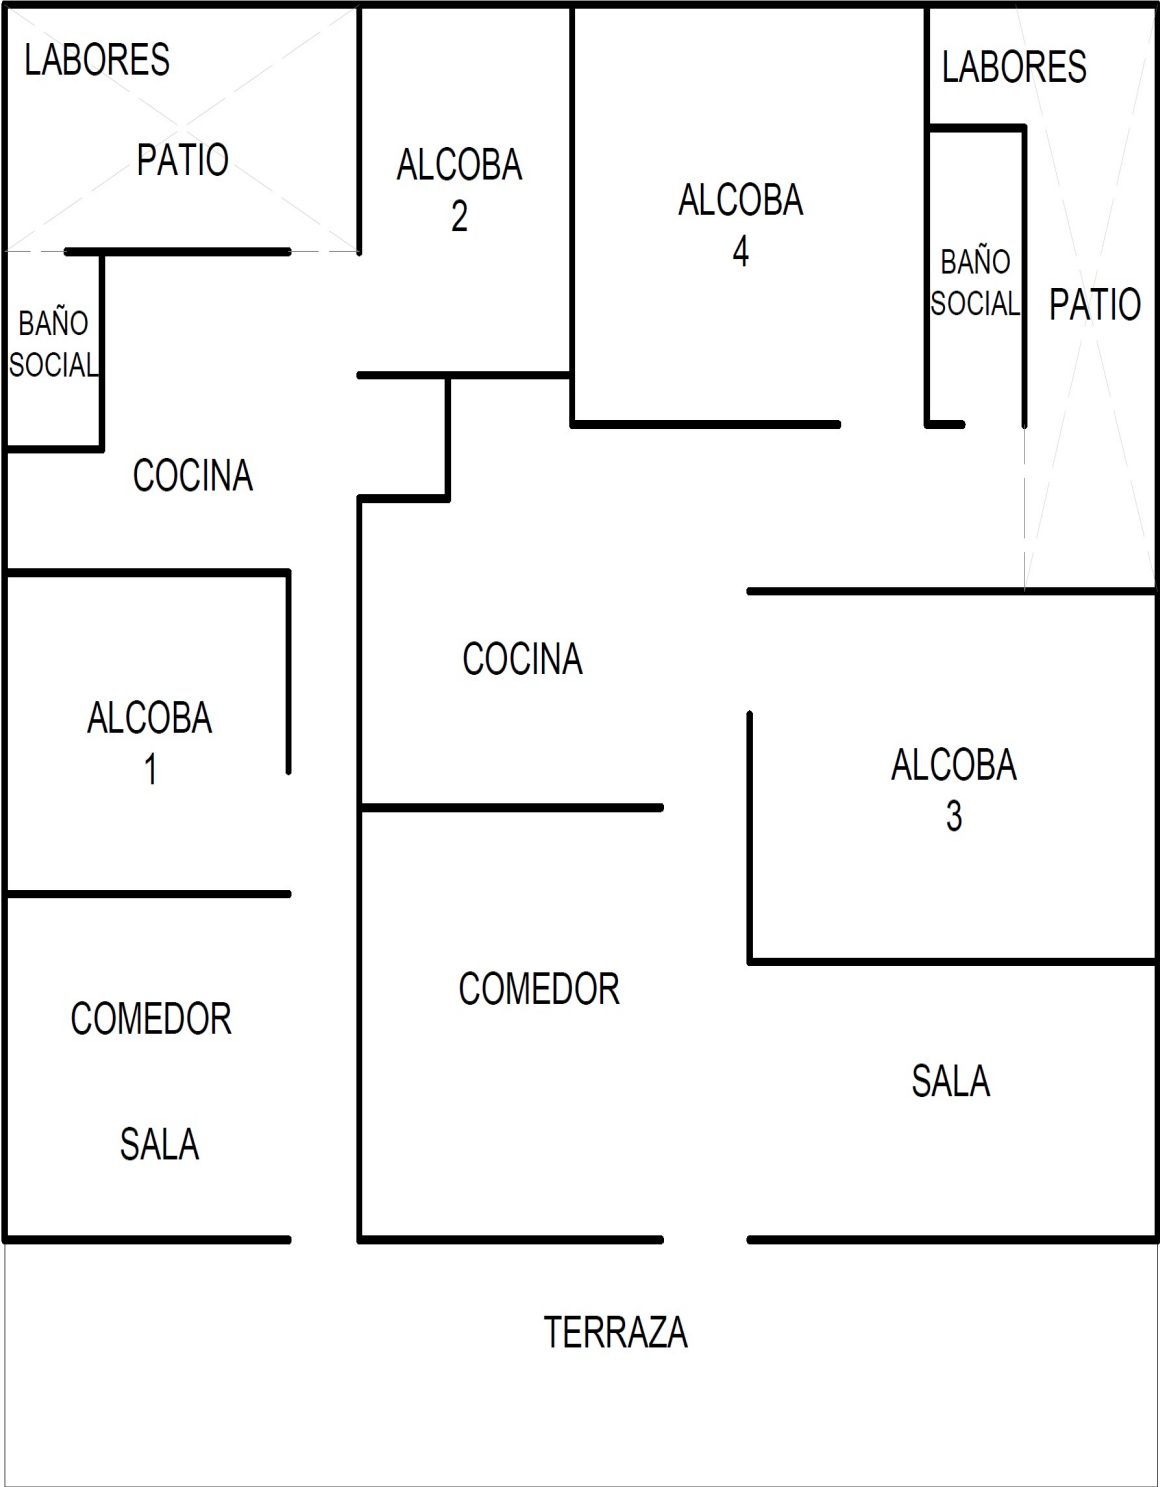 LABORES
PATIO
ALCOBA
2
ALCOBA
4
LABORES
BAÑO
SOCIAL
PATIO
BAÑO
SOCIAL
COCINA
COCINA
ALCOBA
1
ALCOBA
3
COMEDOR
SALA
COMEDOR
SALA
TERRAZA